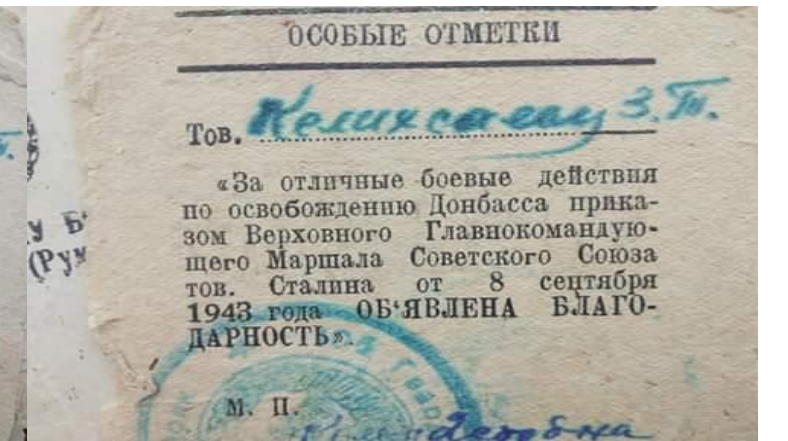 ОСОБЫЕ ОТМЕТКИ
Тов. З. Т.
«За отличные боевые действия
по освобождению Донбасса прика-
зом Верховного Главнокомандую-
щего Маршала Советского Союза
тов. Сталина от 8 сентября
1943 года ОБ‘ЯВЛЕНА БЛАГО-
ДАРНОСТЬ».
М. П.